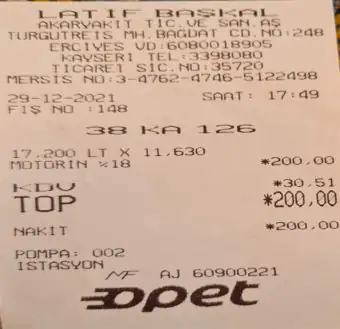 LATİF BAŞKAL
AKARYAKIT TİC.VE SAN.AŞ
TURGUTREİS MH.BAĞDAT CD.NO:248
ERCİYES VD:6080018905
KAYSERİ TEL:3398080
TİCARET SİC.NO:35720
MERSİS NO:3-4762-4746-5122498
29-12-2021 SAAT: 17:49
FİŞ NO :148
38 KA 126
17,200 LT X 11,630
MOTORİN %18 *200,00
KDV *30,51
TOP *200,00
NAKİT *200,00
POMPA: 002
İSTASYON
MF AJ 60900221
opet